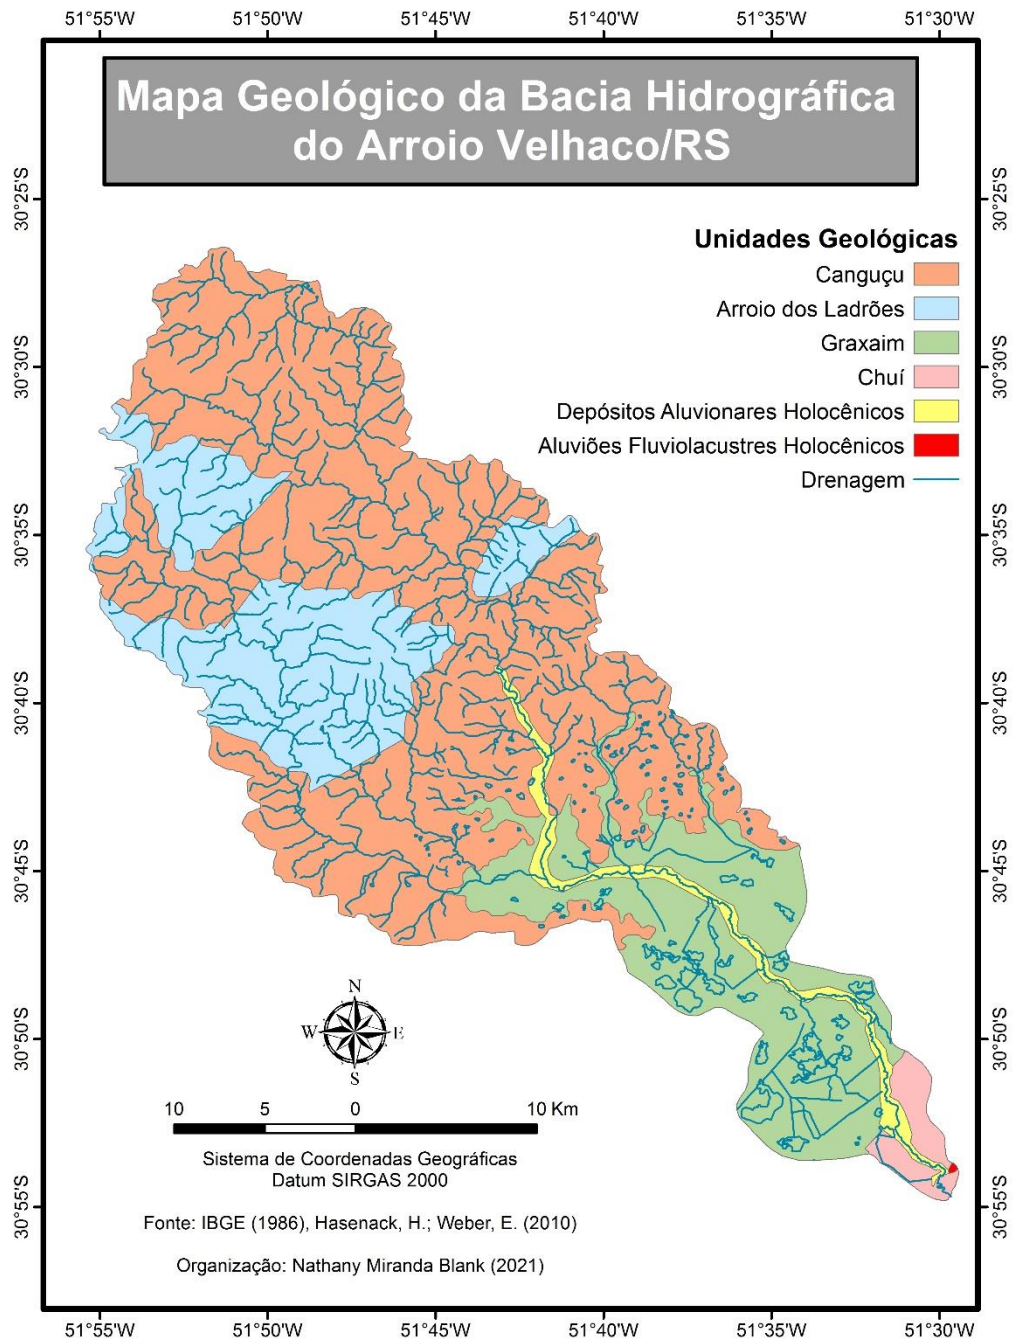 51°55'W 51°50'W 51°45'W 51°40'W 51°35'W 51°30'W
Mapa Geológico da Bacia Hidrográfica
do Arroio Velhaco/RS
30°25'S 30°25'S
Unidades Geológicas
Canguçu
Arroio dos Ladrões
Graxaim
Chuí
Depósitos Aluvionares Holocênicos
Aluviões Fluviolacustres Holocênicos
Drenagem
30°30'S 30°30'S
30°35'S 30°35'S
30°40'S 30°40'S
30°45'S 30°45'S
30°50'S 30°50'S
30°55'S 30°55'S
N
W E
S
10 5 0 10 Km
Sistema de Coordenadas Geográficas
Datum SIRGAS 2000
Fonte: IBGE (1986), Hasenack, H.; Weber, E. (2010)
Organização: Nathany Miranda Blank (2021)
51°55'W 51°50'W 51°45'W 51°40'W 51°35'W 51°30'W